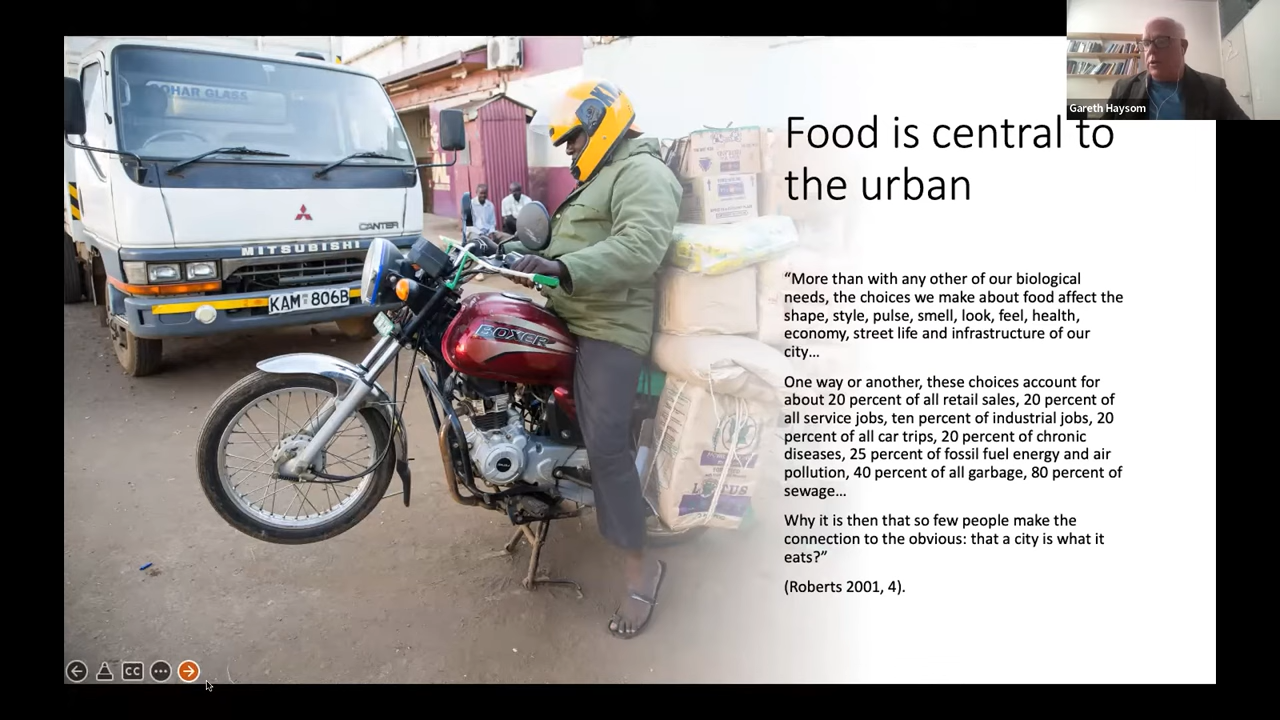 Gareth Haysom
Food is central to
the urban
“More than with any other of our biological
needs, the choices we make about food affect the
shape, style, pulse, smell, look, feel, health,
economy, street life and infrastructure of our
city…
One way or another, these choices account for
about 20 percent of all retail sales, 20 percent of
all service jobs, ten percent of industrial jobs, 20
percent of all car trips, 20 percent of chronic
diseases, 25 percent of fossil fuel energy and air
pollution, 40 percent of all garbage, 80 percent of
sewage…
Why it is then that so few people make the
connection to the obvious: that a city is what it
eats?”
(Roberts 2001, 4).
CANTER
MITSUBISHI
KAM 806B
BOXER
CC